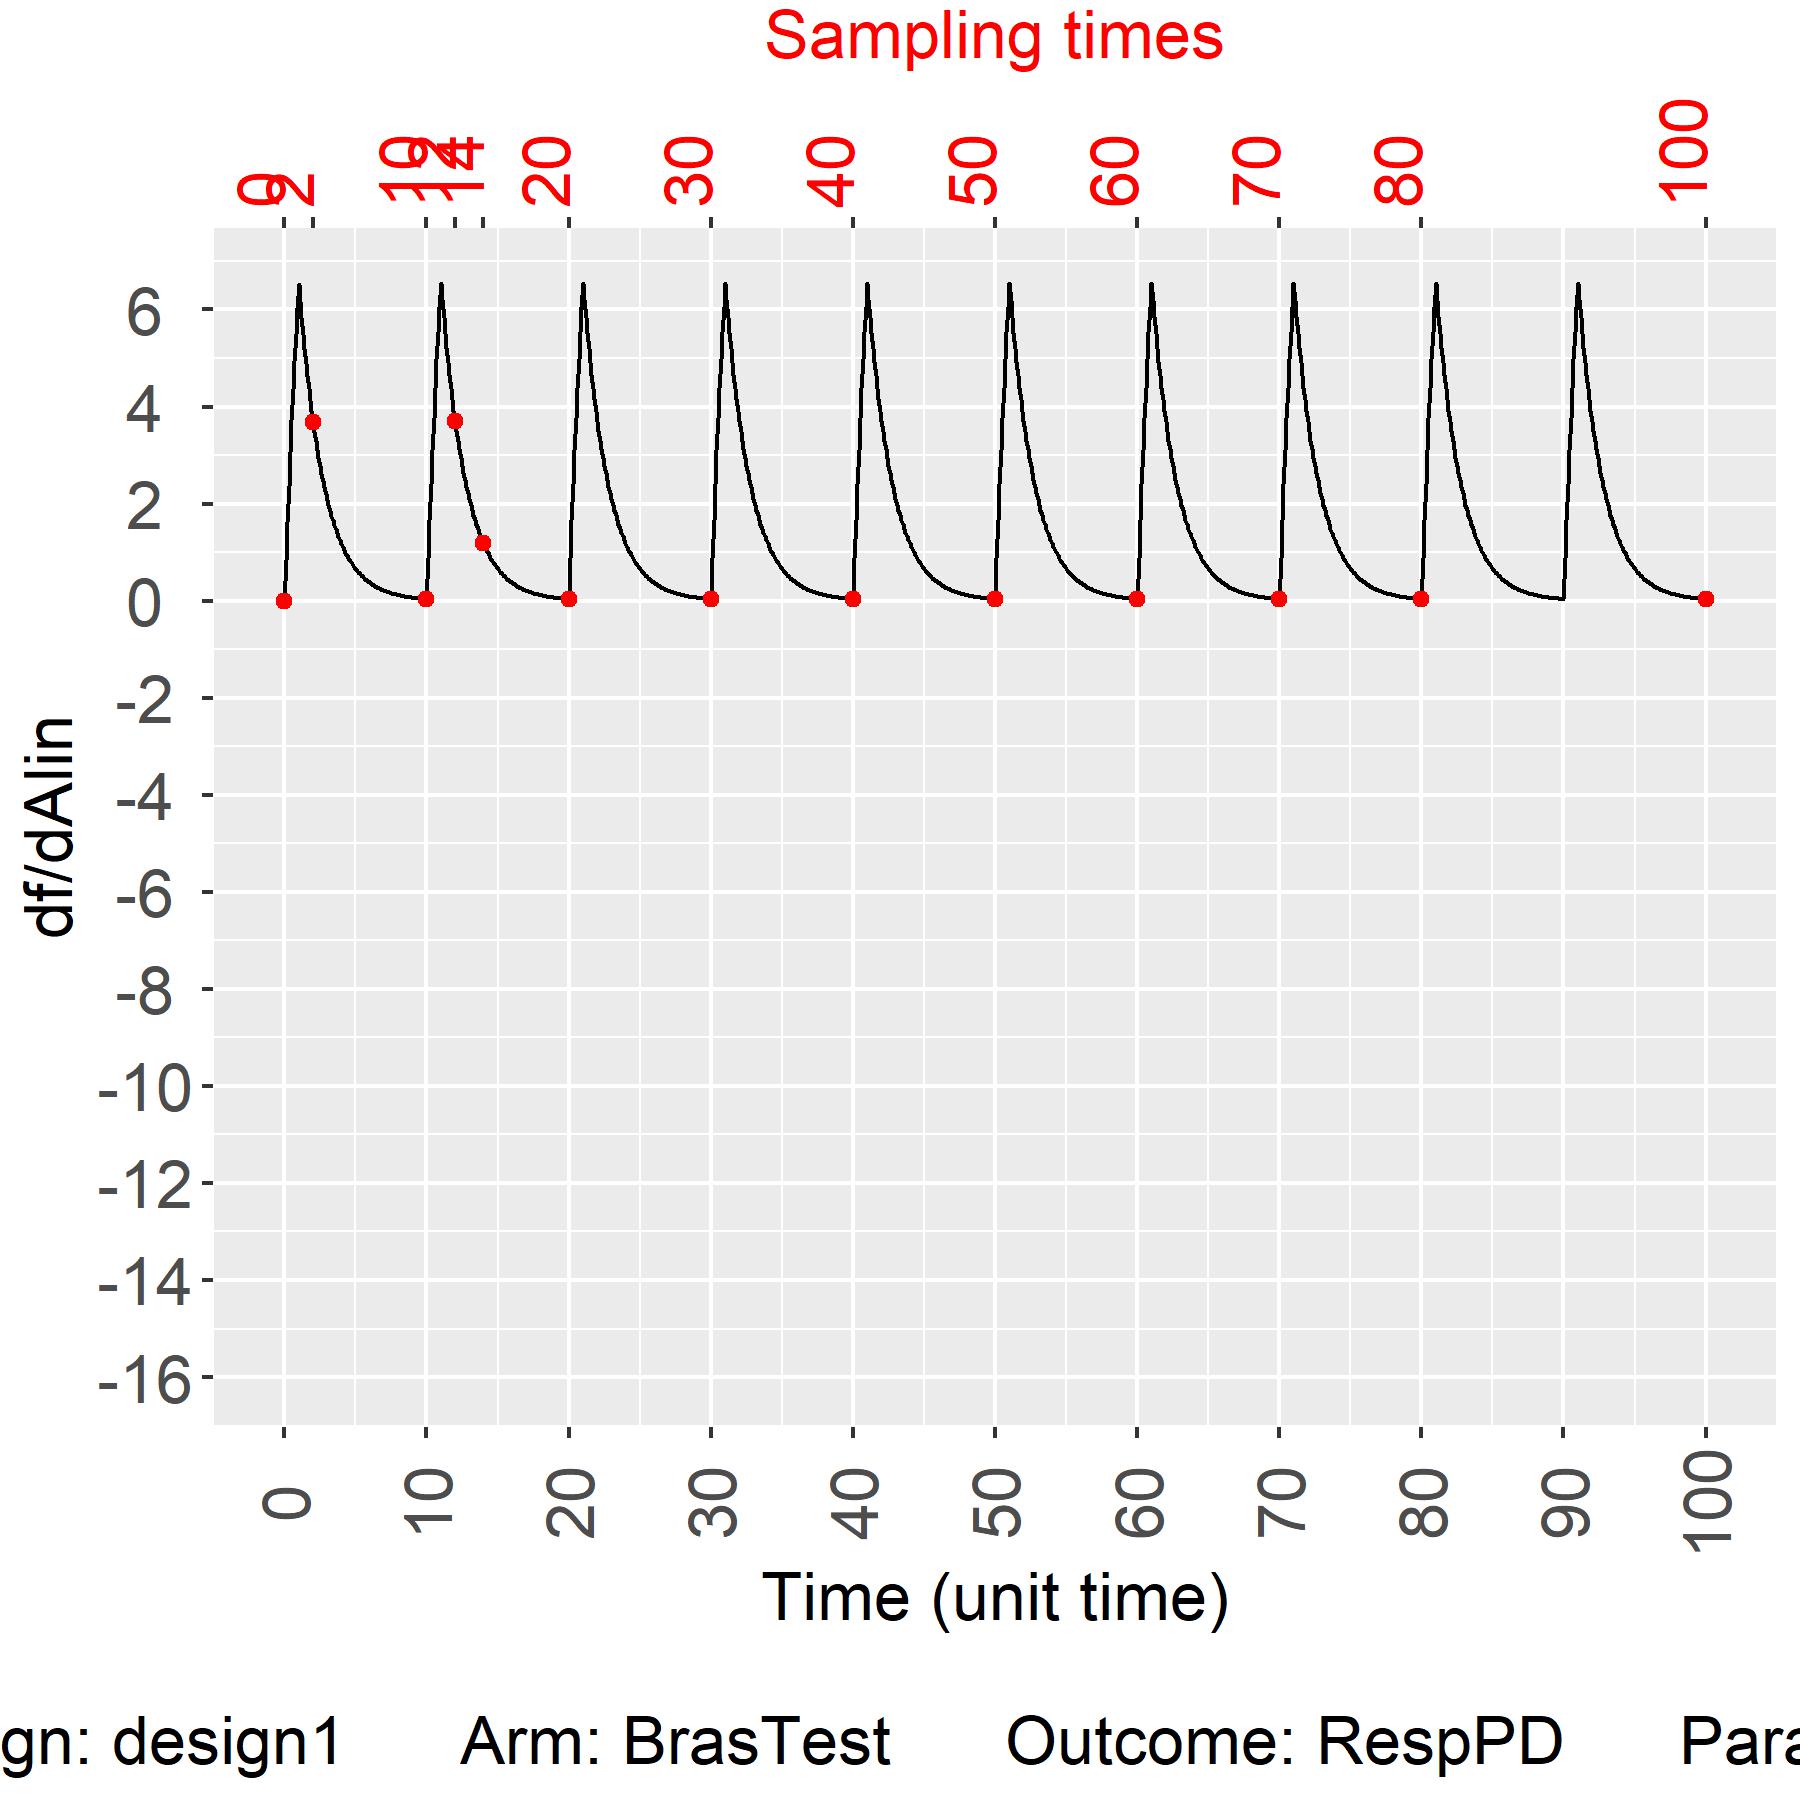 Sampling times
0 2 10 12 14 20 30 40 50 60 70 80 100
6
4
2
0
-2
-4
-6
-8
-10
-12
-14
-16
df/dAlin
0 10 20 30 40 50 60 70 80 90 100
Time (unit time)
gn: design1 Arm: BrasTest Outcome: RespPD Para